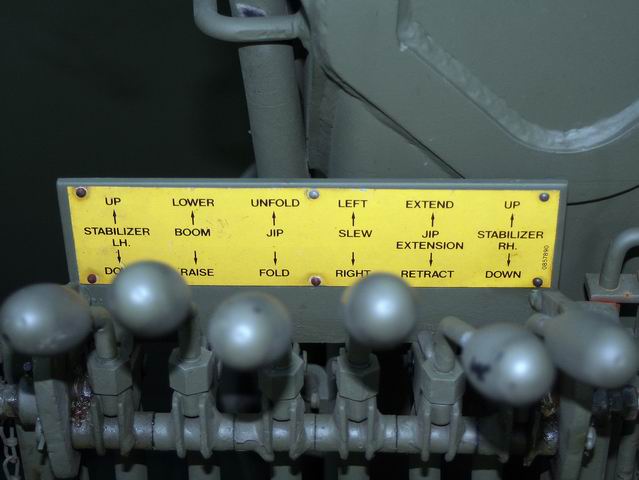 UP LOWER UNFOLD LEFT EXTEND UP
STABILIZER LH. BOOM JIP SLEW JIP EXTENSION STABILIZER RH.
RAISE FOLD RIGHT RETRACT DOWN
0857890